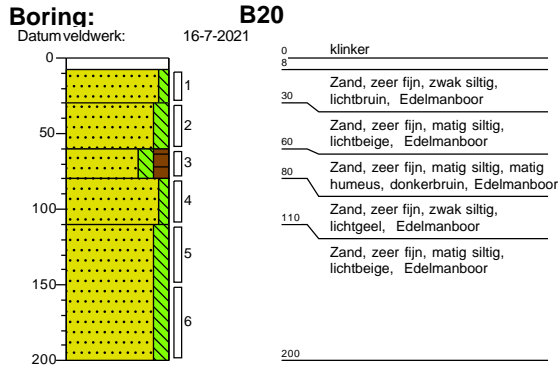 Boring: B20
Datum veldwerk: 16-7-2021
0
50
100
150
200
1
2
3
4
5
6
0 klinker
8
Zand, zeer fijn, zwak siltig,
30 lichtbruin, Edelmanboor
Zand, zeer fijn, matig siltig,
60 lichtbeige, Edelmanboor
Zand, zeer fijn, matig siltig, matig
80 humeus, donkerbruin, Edelmanboor
Zand, zeer fijn, zwak siltig,
110 lichtgeel, Edelmanboor
Zand, zeer fijn, matig siltig,
lichtbeige, Edelmanboor
200